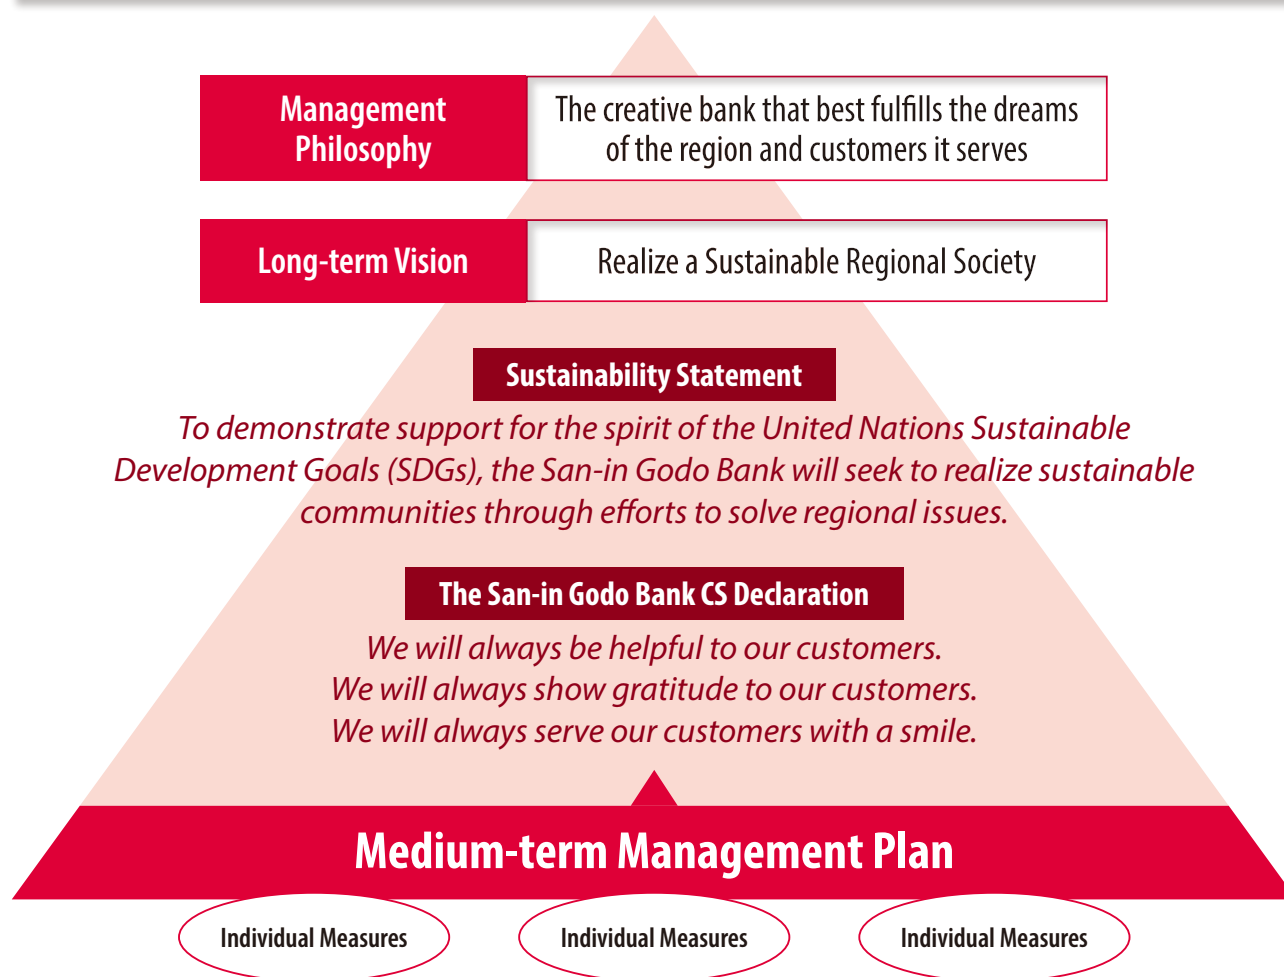 Management
Philosophy
The creative bank that best fulfills the dreams
of the region and customers it serves
Long-term Vision
Realize a Sustainable Regional Society
Sustainability Statement
To demonstrate support for the spirit of the United Nations Sustainable
Development Goals (SDGs), the San-in Godo Bank will seek to realize sustainable
communities through efforts to solve regional issues.
The San-in Godo Bank CS Declaration
We will always be helpful to our customers.
We will always show gratitude to our customers.
We will always serve our customers with a smile.
Medium-term Management Plan
Individual Measures
Individual Measures
Individual Measures